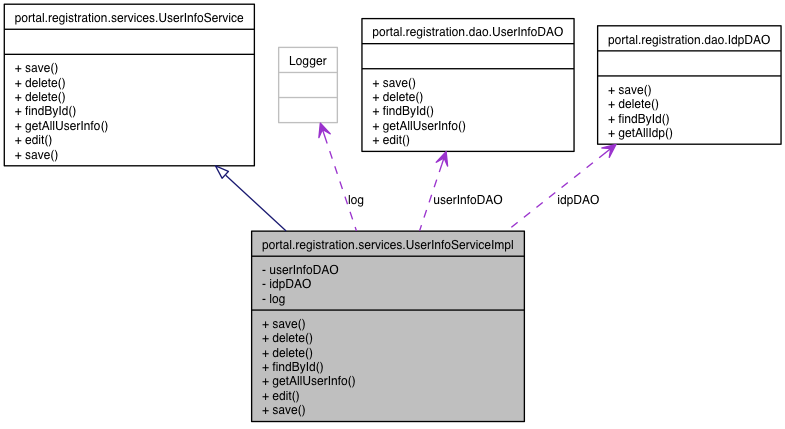 portal.registration.services.UserInfoService
+ save()
+ delete()
+ delete()
+ findById()
+ getAllUserInfo()
+ edit()
+ save()
Logger
portal.registration.dao.UserInfoDAO
+ save()
+ delete()
+ findById()
+ getAllUserInfo()
+ edit()
portal.registration.dao.IdpDAO
+ save()
+ delete()
+ findById()
+ getAllIdp()
log
userInfoDAO
idpDAO
portal.registration.services.UserInfoServiceImpl
- userInfoDAO
- idpDAO
- log
+ save()
+ delete()
+ delete()
+ findById()
+ getAllUserInfo()
+ edit()
+ save()